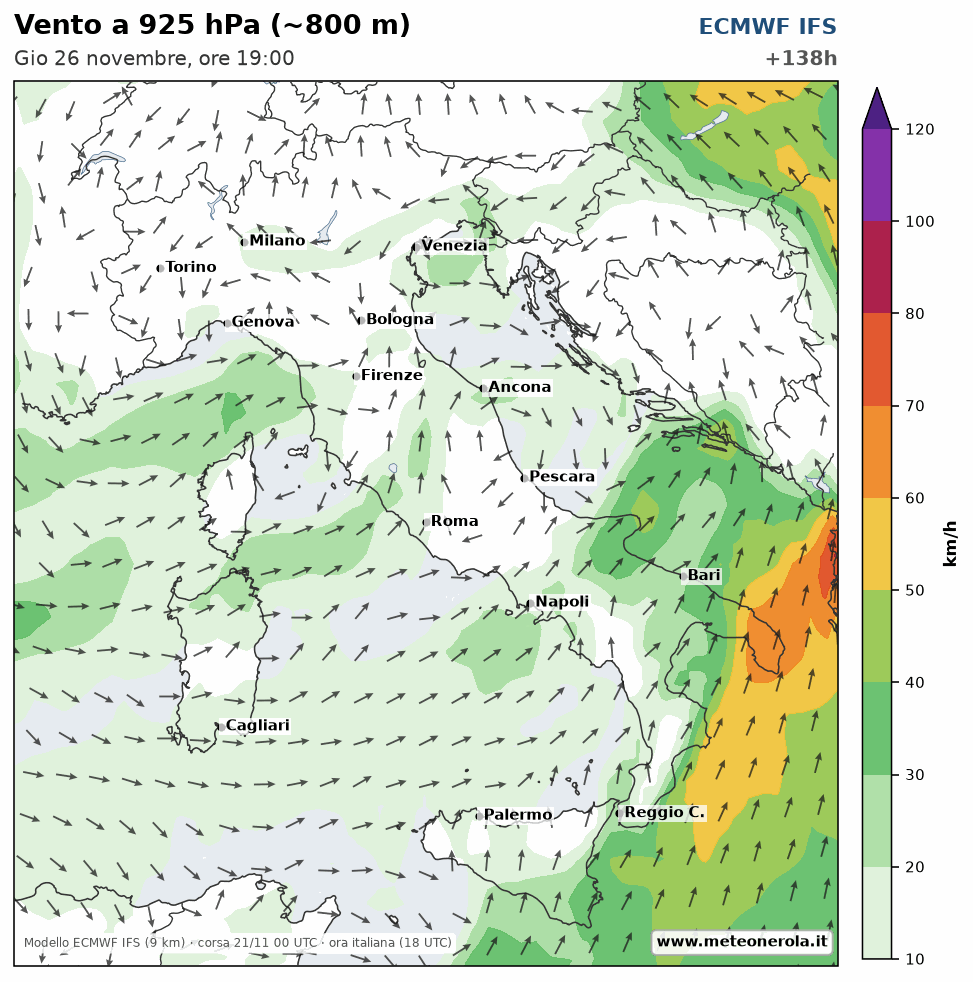 Vento a 925 hPa (~800 m)
ECMWF IFS
Gio 26 novembre, ore 19:00
+138h
120
100
80
70
60
50
40
30
20
10
km/h
Milano
Venezia
Torino
Genova
Bologna
Firenze
Ancona
Pescara
Roma
Bari
Napoli
Cagliari
Palermo
Reggio C.
Modello ECMWF IFS (9 km) · corsa 21/11 00 UTC · ora italiana (18 UTC)
www.meteonerola.it